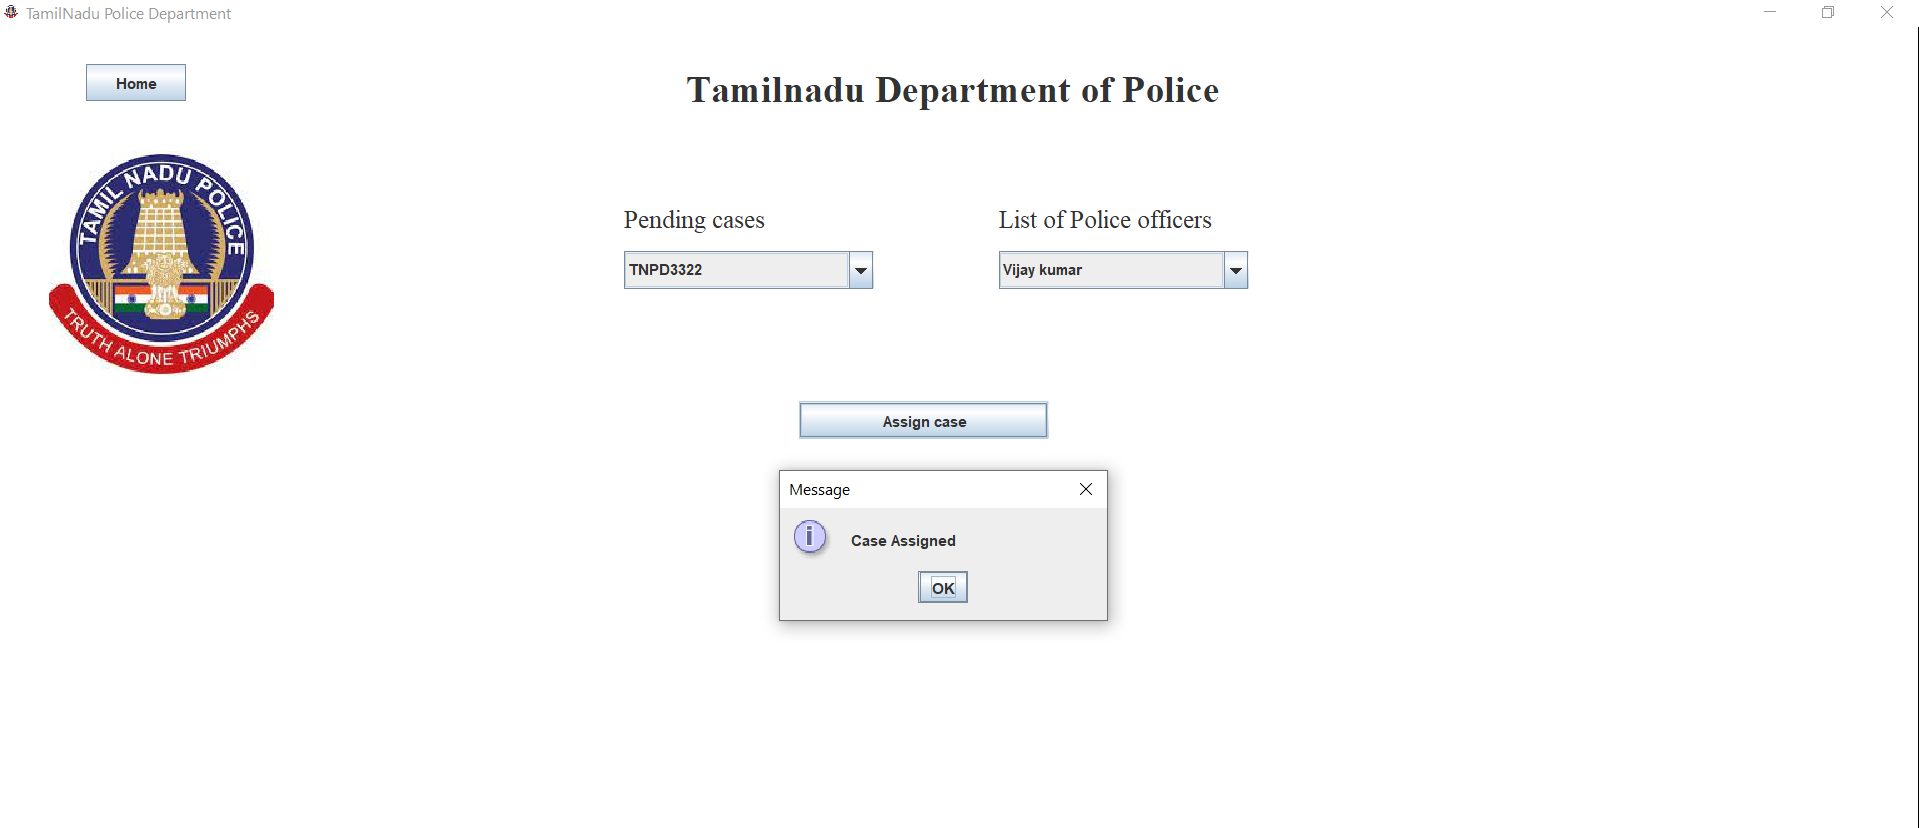 TamilNadu Police Department
Home
Tamilnadu Department of Police
TAMIL NADU POLICE
TRUTH ALONE TRIUMPHS
Pending cases
List of Police officers
TNPD3322
Vijay kumar
Assign case
Message
i
Case Assigned
OK